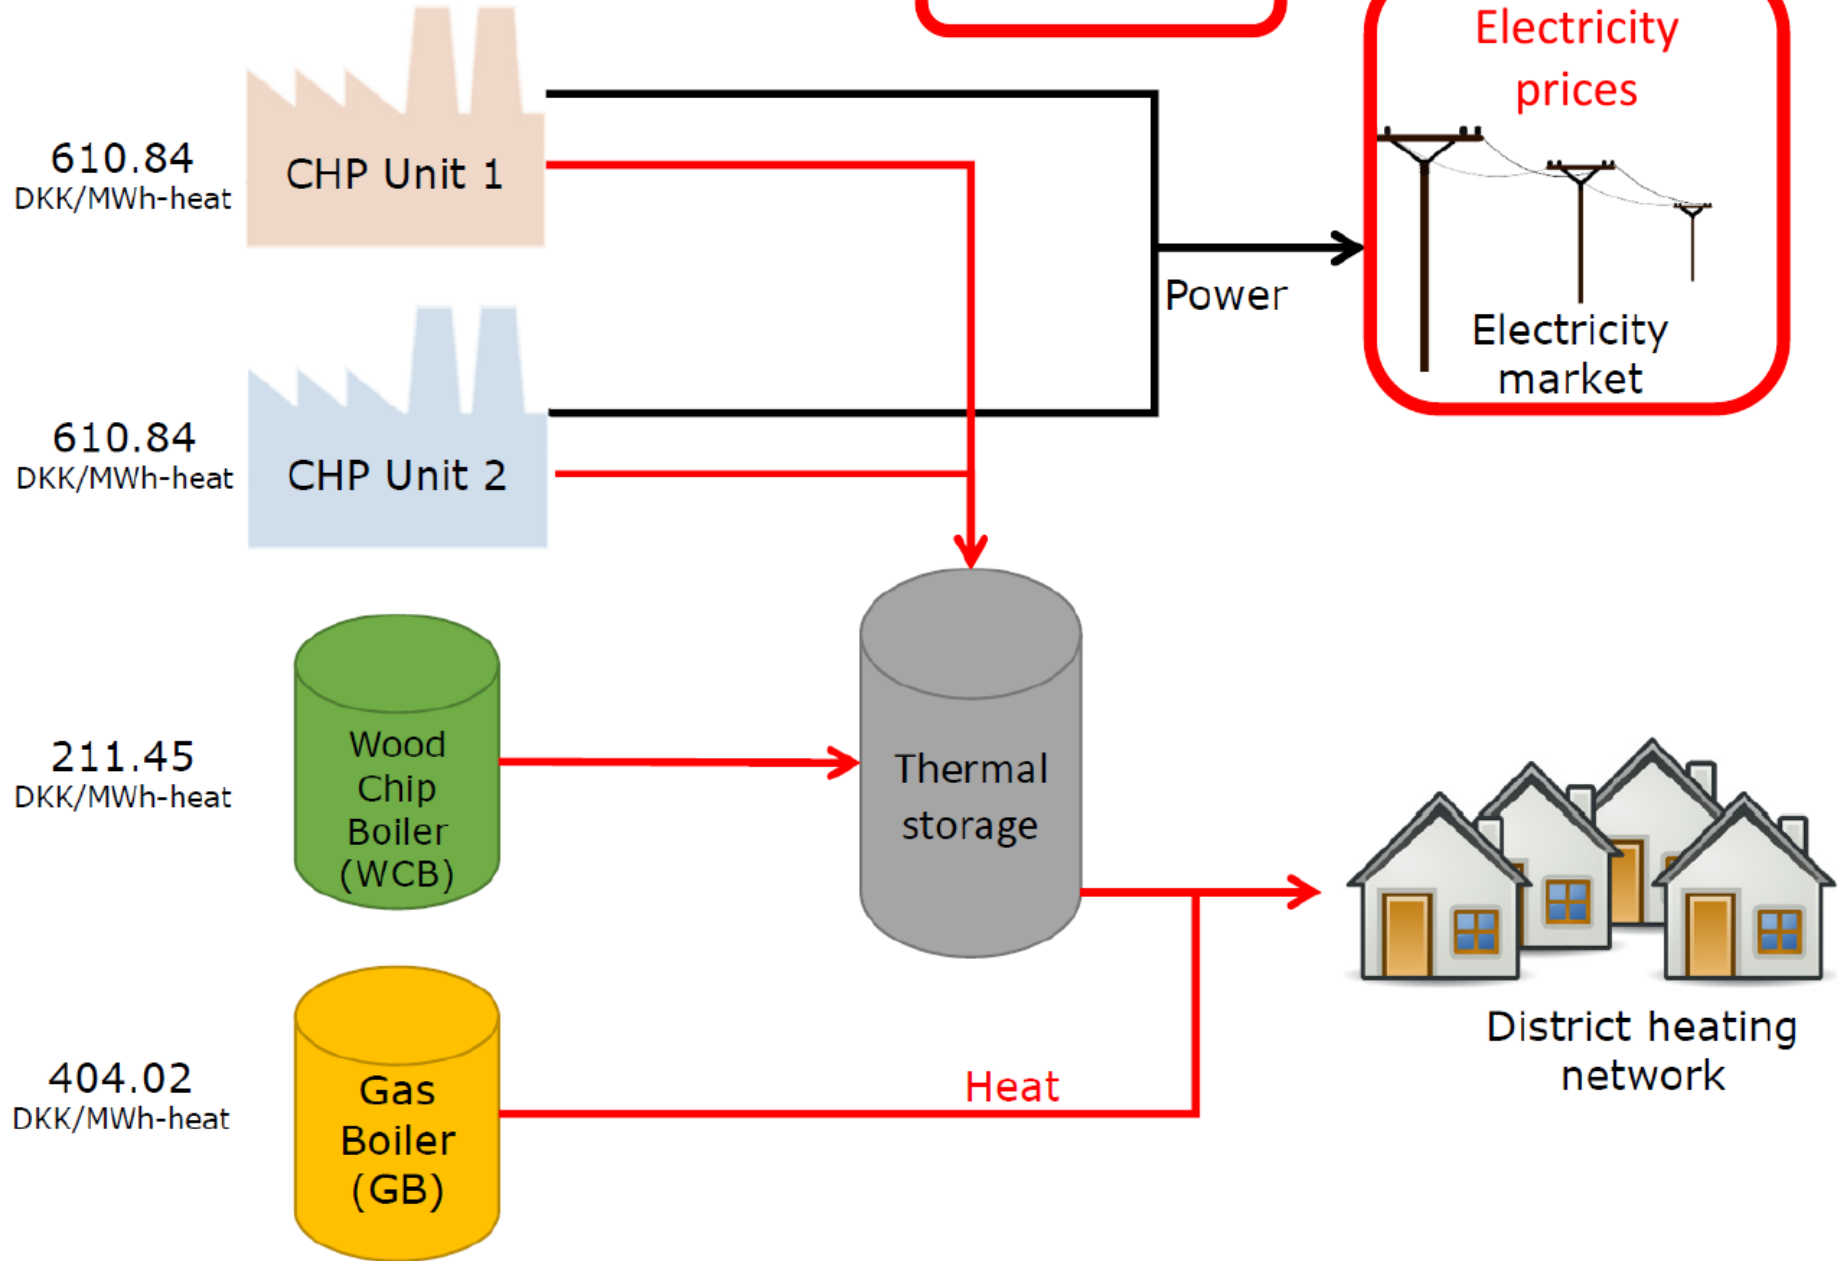 Electricity
prices
610.84
DKK/MWh-heat
CHP Unit 1
Power
Electricity
market
610.84
DKK/MWh-heat
CHP Unit 2
211.45
DKK/MWh-heat
Wood
Chip
Boiler
(WCB)
Thermal
storage
404.02
DKK/MWh-heat
Gas
Boiler
(GB)
Heat
District heating
network